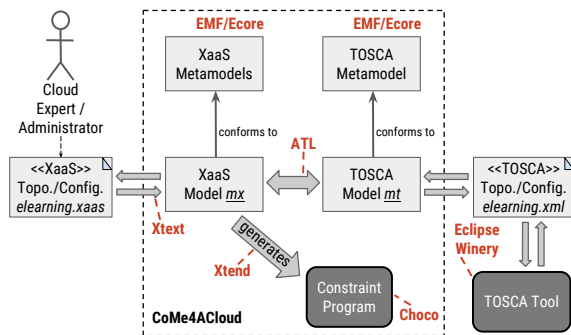 EMF/Ecore
EMF/Ecore
XaaS
Metamodels
TOSCA
Metamodel
Cloud
Expert /
Administrator
conforms to
conforms to
ATL
<<XaaS>>
Topo./Config.
elearning.xaas
XaaS
Model mx
TOSCA
Model mt
<<TOSCA>>
Topo./Config.
elearning.xml
Xtext
generates
Xtend
Eclipse
Winery
Constraint
Program
TOSCA Tool
CoMe4ACloud
Choco